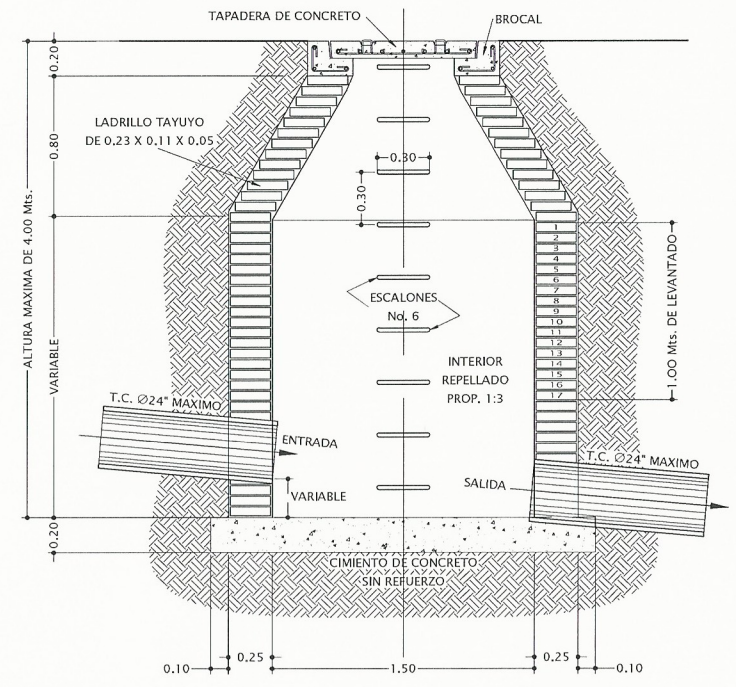 TAPADERA DE CONCRETO
BROCAL
0.20
LADRILLO TAYUYO
DE 0.23 X 0.11 X 0.05
0.80
0.30
0.30
ALTURA MAXIMA DE 4.00 Mts.
1
2
3
4
5
6
7
8
9
10
11
12
13
14
15
16
17
1.00 Mts. DE LEVANTADO
ESCALONES
No. 6
VARIABLE
INTERIOR
REPELLADO
PROP. 1:3
T.C. Ø24" MAXIMO
ENTRADA
T.C. Ø24" MAXIMO
SALIDA
VARIABLE
0.20
CIMIENTO DE CONCRETO
SIN REFUERZO
0.10
0.25
1.50
0.25
0.10